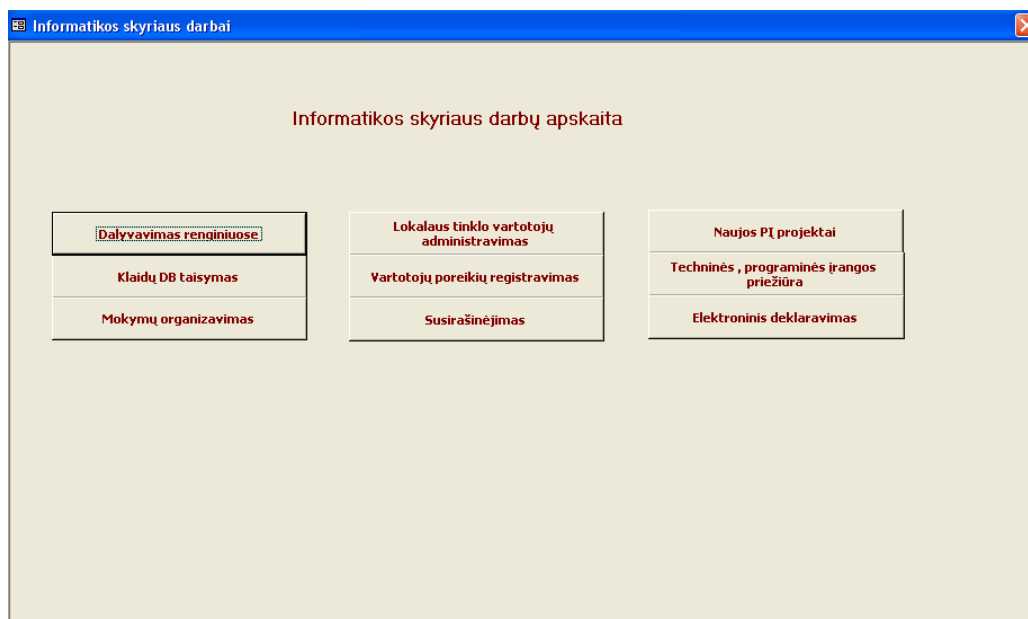 Informatikos skyriaus darbai
Informatikos skyriaus darbų apskaita
Dalyvavimas renginiuose
Klaidų DB taisymas
Mokymų organizavimas
Lokalaus tinklo vartotojų
administravimas
Vartotojų poreikių registravimas
Susirašinėjimas
Naujos PĮ projektai
Techninės , programinės įrangos
priežiūra
Elektroninis deklaravimas